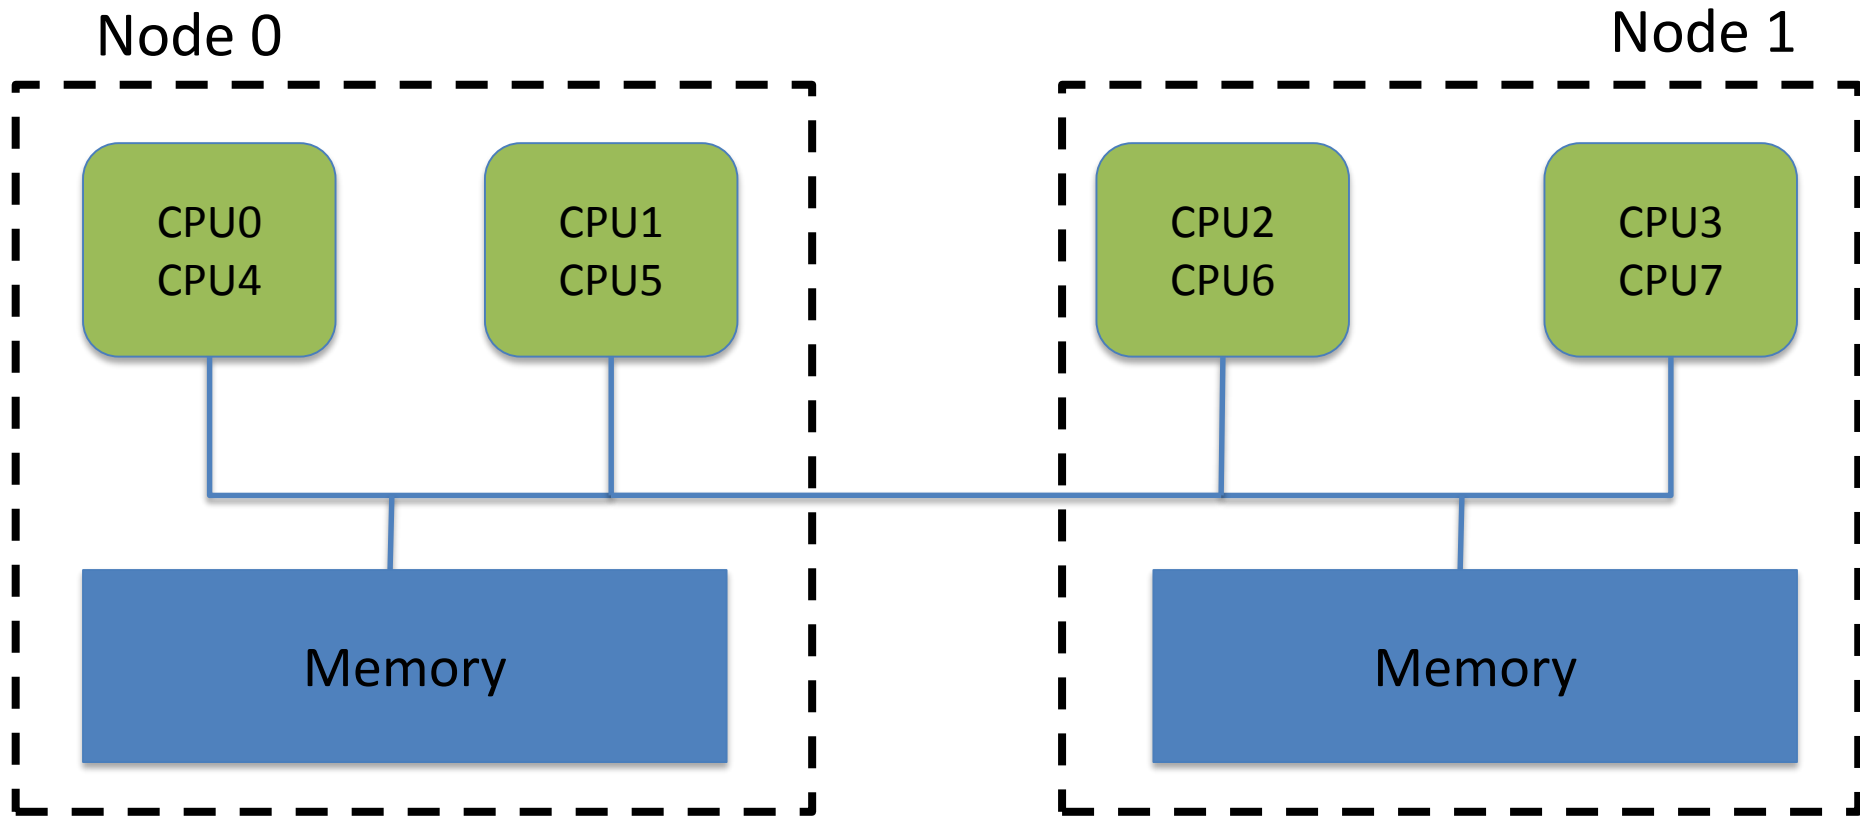 Node 0
Node 1
CPU0
CPU4
CPU1
CPU5
CPU2
CPU6
CPU3
CPU7
Memory
Memory